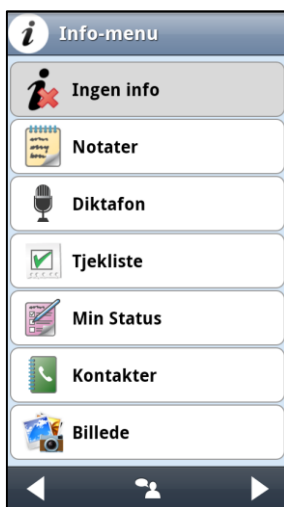 Info-menu
Ingen info
Notater
Diktafon
Tjekliste
Min Status
Kontakter
Billede